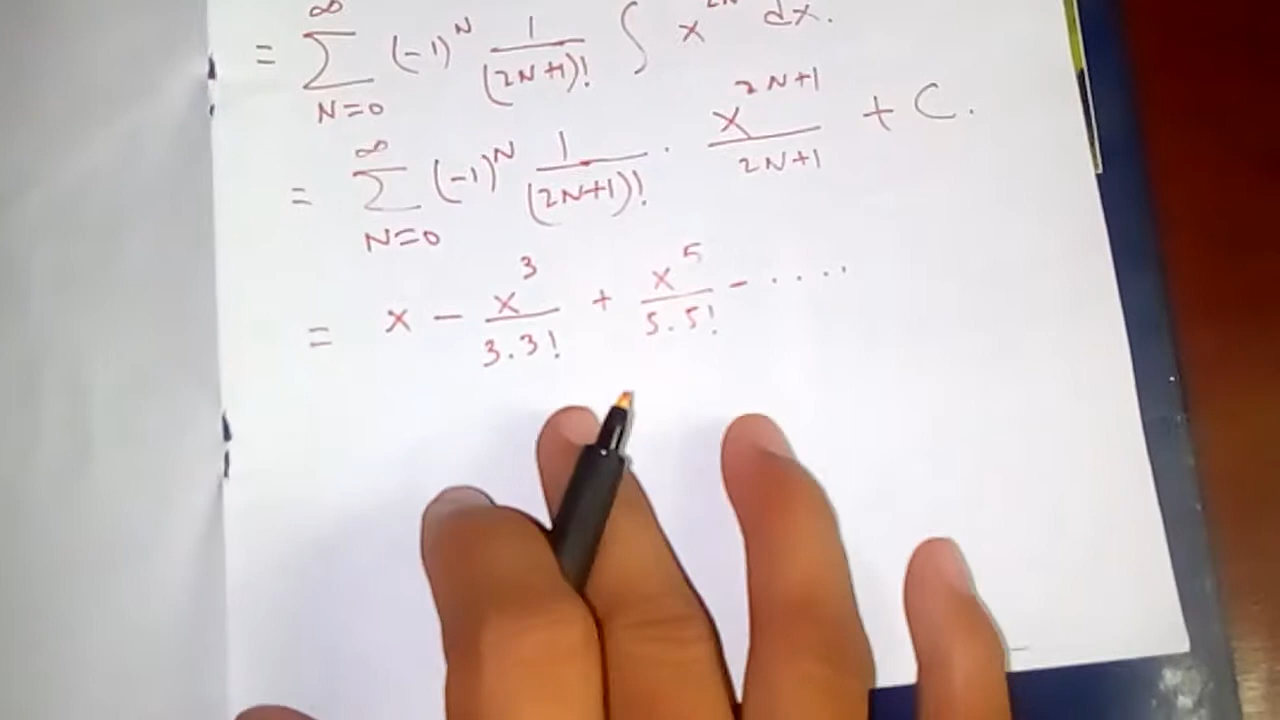 = ∞∑N=0 (-1)^N 1/(2N+1)! ∫ x^2N dx.
= ∞∑N=0 (-1)^N 1/(2N+1)! · x^2N+1/2N+1 + C.
= x - x^3/3.3! + x^5/5.5! - ....